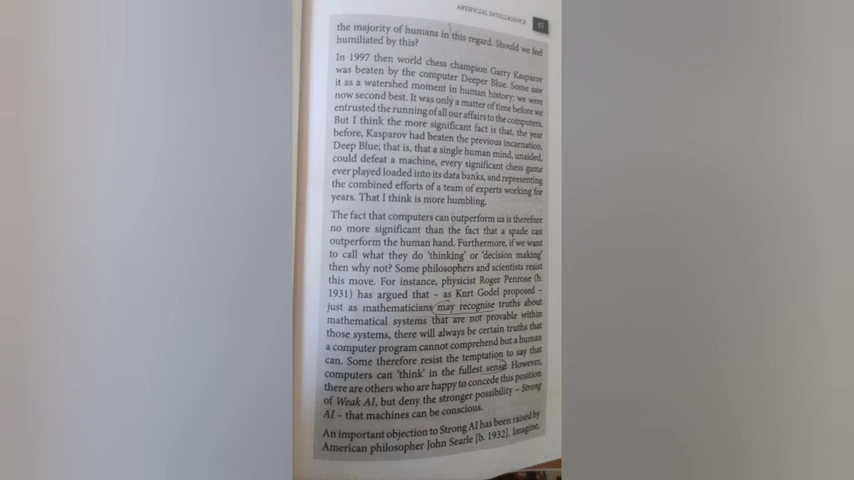 ARTIFICIAL INTELLIGENCE 15
the majority of humans in this regard. Should we feel
humiliated by this?
In 1997 then world chess champion Garry Kasparov
was beaten by the computer Deeper Blue. Some saw
it as a watershed moment in human history: we were
now second best. It was only a matter of time before we
entrusted the running of all our affairs to the computers.
But I think the more significant fact is that, the year
before, Kasparov had beaten the previous incarnation,
Deep Blue; that is, that a single human mind, unaided,
could defeat a machine, every significant chess game
ever played loaded into its data banks, and representing
the combined efforts of a team of experts working for
years. That I think is more humbling.
The fact that computers can outperform us is therefore
no more significant than the fact that a spade can
outperform the human hand. Furthermore, if we want
to call what they do 'thinking' or 'decision making'
then why not? Some philosophers and scientists resist
this move. For instance, physicist Roger Penrose (b.
1931) has argued that – as Kurt Godel proposed –
just as mathematicians may recognise truths about
mathematical systems that are not provable within
those systems, there will always be certain truths that
a computer program cannot comprehend but a human
can. Some therefore resist the temptation to say that
computers can 'think' in the fullest sense. However,
there are others who are happy to concede this position
of Weak AI, but deny the stronger possibility – Strong
AI – that machines can be conscious.
An important objection to Strong AI has been raised by
American philosopher John Searle [b. 1932]. Imagine,